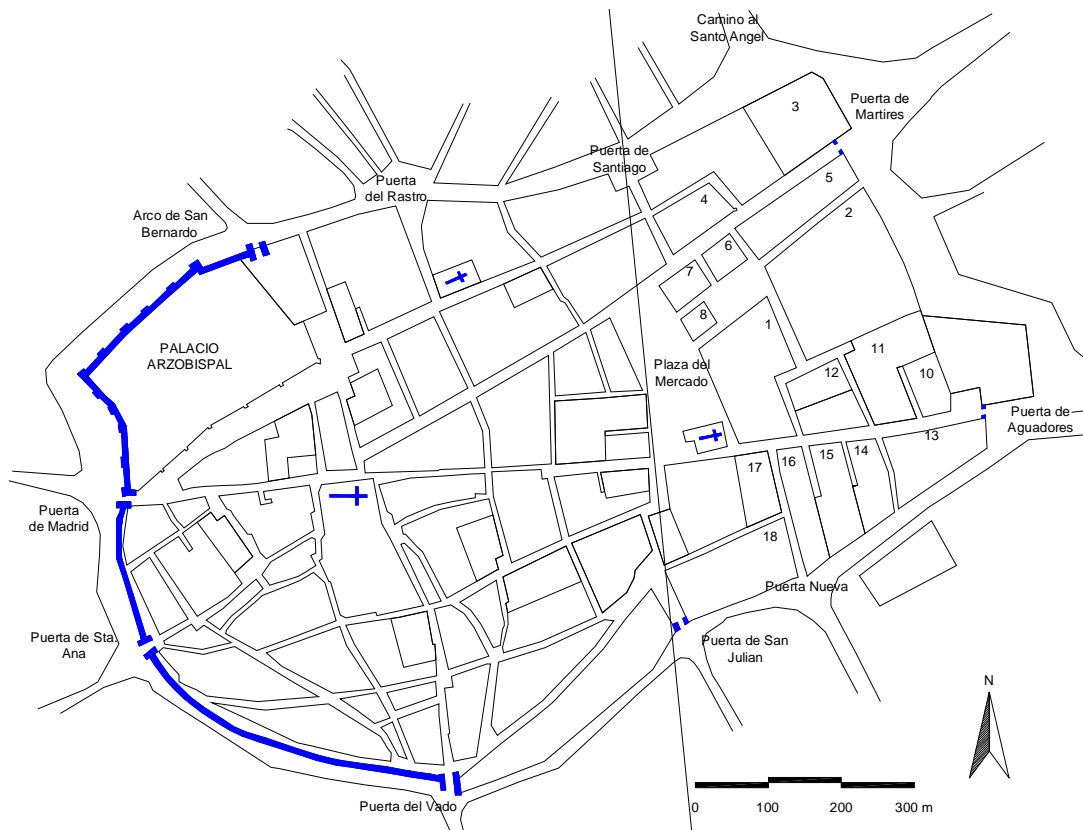 Camino al
Santo Angel
3
Puerta de
Martires
Puerta de
Santiago
5
Puerta
del Rastro
4
2
Arco de San
Bernardo
6
7
8
1
PALACIO
ARZOBISPAL
Plaza del
Mercado
11
12
10
Puerta de
Aguadores
13
17
16
15
14
Puerta
de Madrid
18
Puerta Nueva
Puerta de Sta.
Ana
Puerta de San
Julian
N
Puerta del Vado
0
100
200
300 m